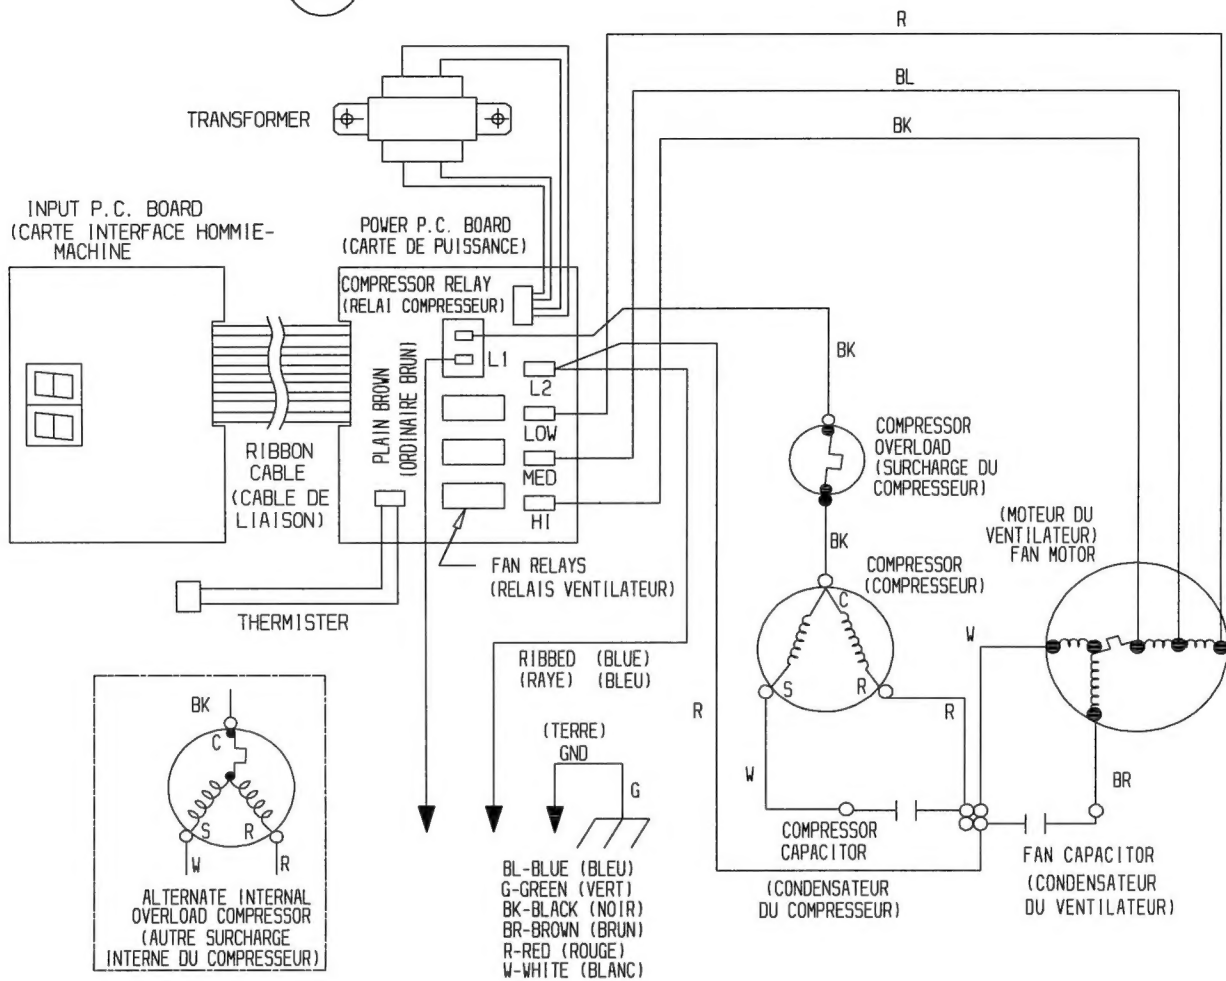 R
BL
BK
TRANSFORMER
INPUT P.C. BOARD
(CARTE INTERFACE HOMMIE-
MACHINE
POWER P.C. BOARD
(CARTE DE PUISSANCE)
COMPRESSOR RELAY
(RELAI COMPRESSEUR)
L1
L2
LOW
MED
HI
PLAIN BROWN
(ORDINAIRE BRUN)
RIBBON
CABLE
(CABLE DE
LIAISON)
FAN RELAYS
(RELAIS VENTILATEUR)
THERMISTER
BK
COMPRESSOR
OVERLOAD
(SURCHARGE DU
COMPRESSEUR)
BK
COMPRESSOR
(COMPRESSEUR)
C
S
R
(MOTEUR DU
VENTILATEUR)
FAN MOTOR
W
R
W
R
BR
RIBBED (BLUE)
(RAYE) (BLEU)
(TERRE)
GND
G
COMPRESSOR
CAPACITOR
(CONDENSATEUR
DU COMPRESSEUR)
FAN CAPACITOR
(CONDENSATEUR
DU VENTILATEUR)
BK
C
S
R
W
R
ALTERNATE INTERNAL
OVERLOAD COMPRESSOR
(AUTRE SURCHARGE
INTERNE DU COMPRESSEUR)
BL-BLUE (BLEU)
G-GREEN (VERT)
BK-BLACK (NOIR)
BR-BROWN (BRUN)
R-RED (ROUGE)
W-WHITE (BLANC)